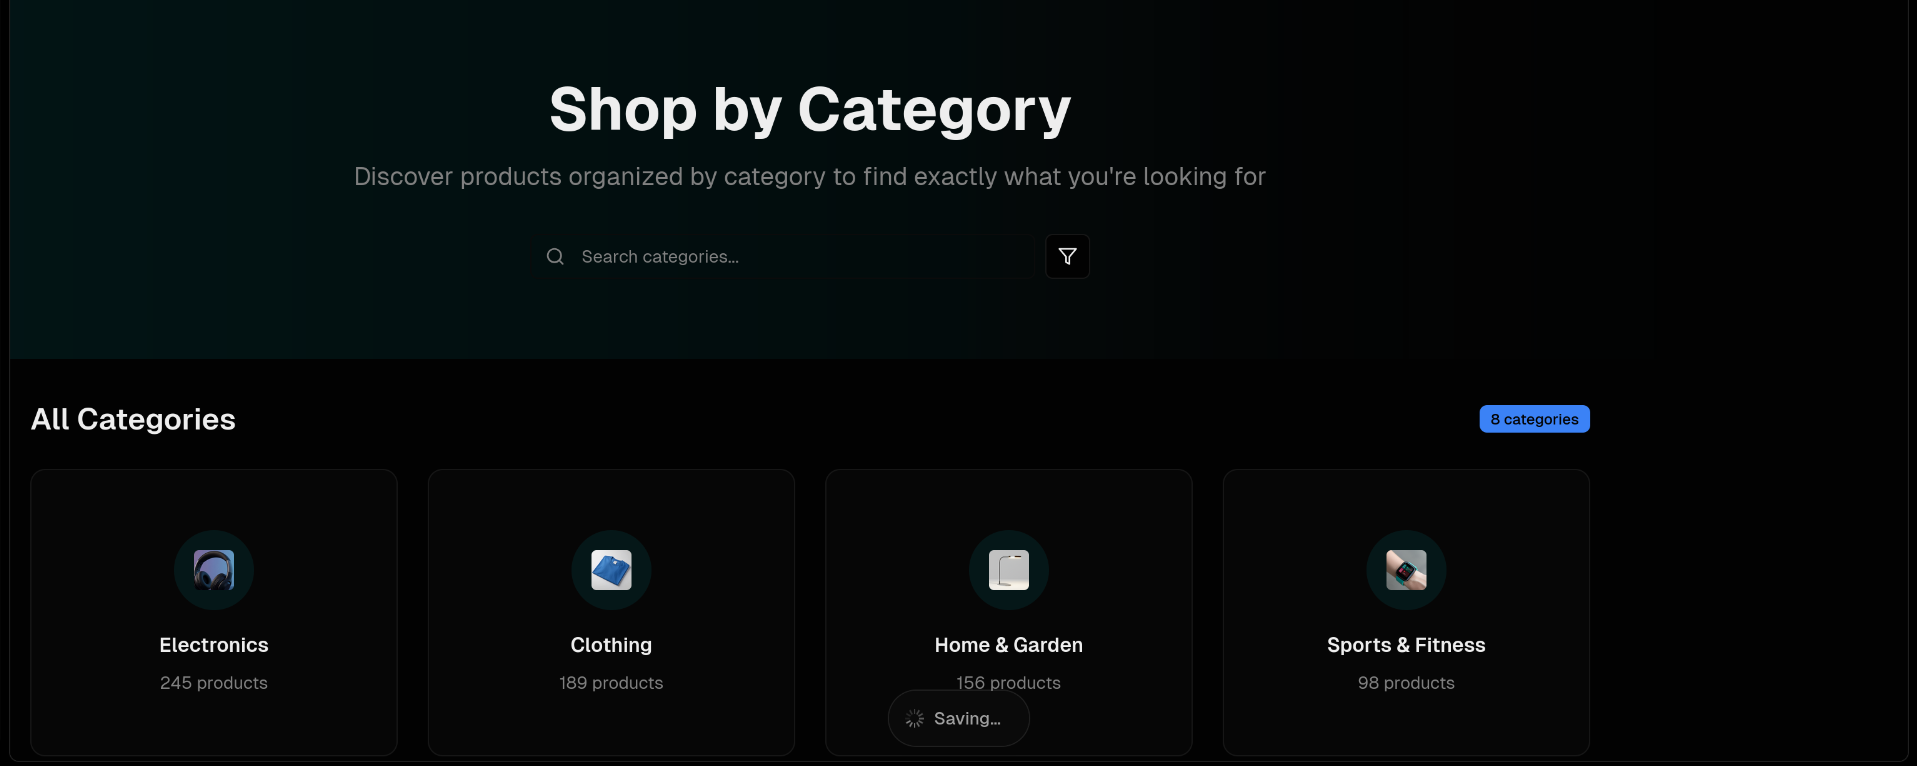 Shop by Category
Discover products organized by category to find exactly what you're looking for
Search categories...
All Categories
8 categories
Electronics
245 products
Clothing
189 products
Home & Garden
156 products
Sports & Fitness
98 products
Saving...